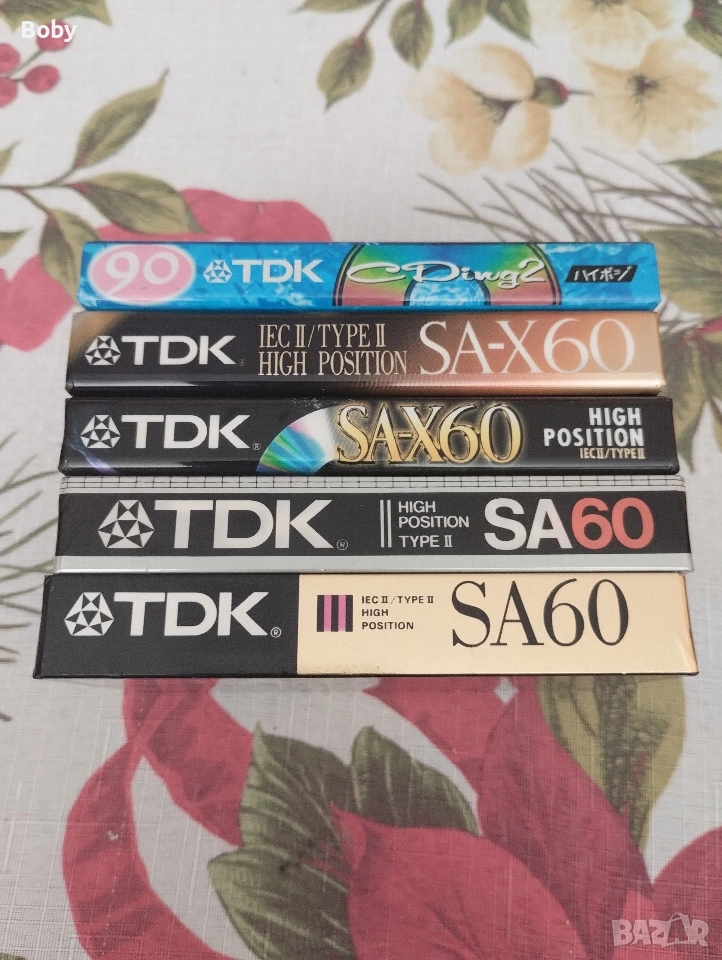 Boby
90 TDK CDing2 ハイポジ
TDK. IEC II/TYPE II SA-X60
HIGH POSITION
TDK® SA-X60 HIGH
POSITION
IEC II/TYPE II
TDK® HIGH SA60
POSITION
TYPE II
TDK® IEC II/TYPE II SA60
HIGH
POSITION
BAZAR